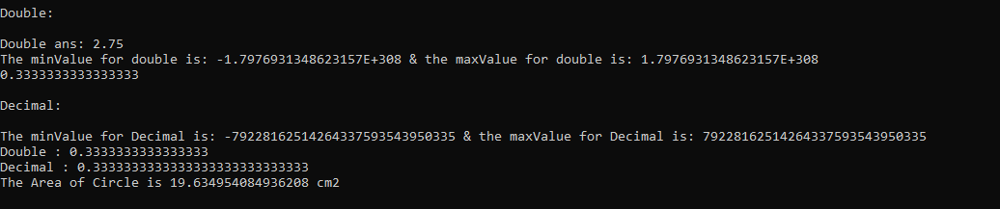 Double:
Double ans: 2.75
The minValue for double is: -1.7976931348623157E+308 & the maxValue for double is: 1.7976931348623157E+308
0.3333333333333333
Decimal:
The minValue for Decimal is: -79228162514264337593543950335 & the maxValue for Decimal is: 79228162514264337593543950335
Double : 0.3333333333333333
Decimal : 0.3333333333333333333333333333
The Area of Circle is 19.634954084936208 cm2